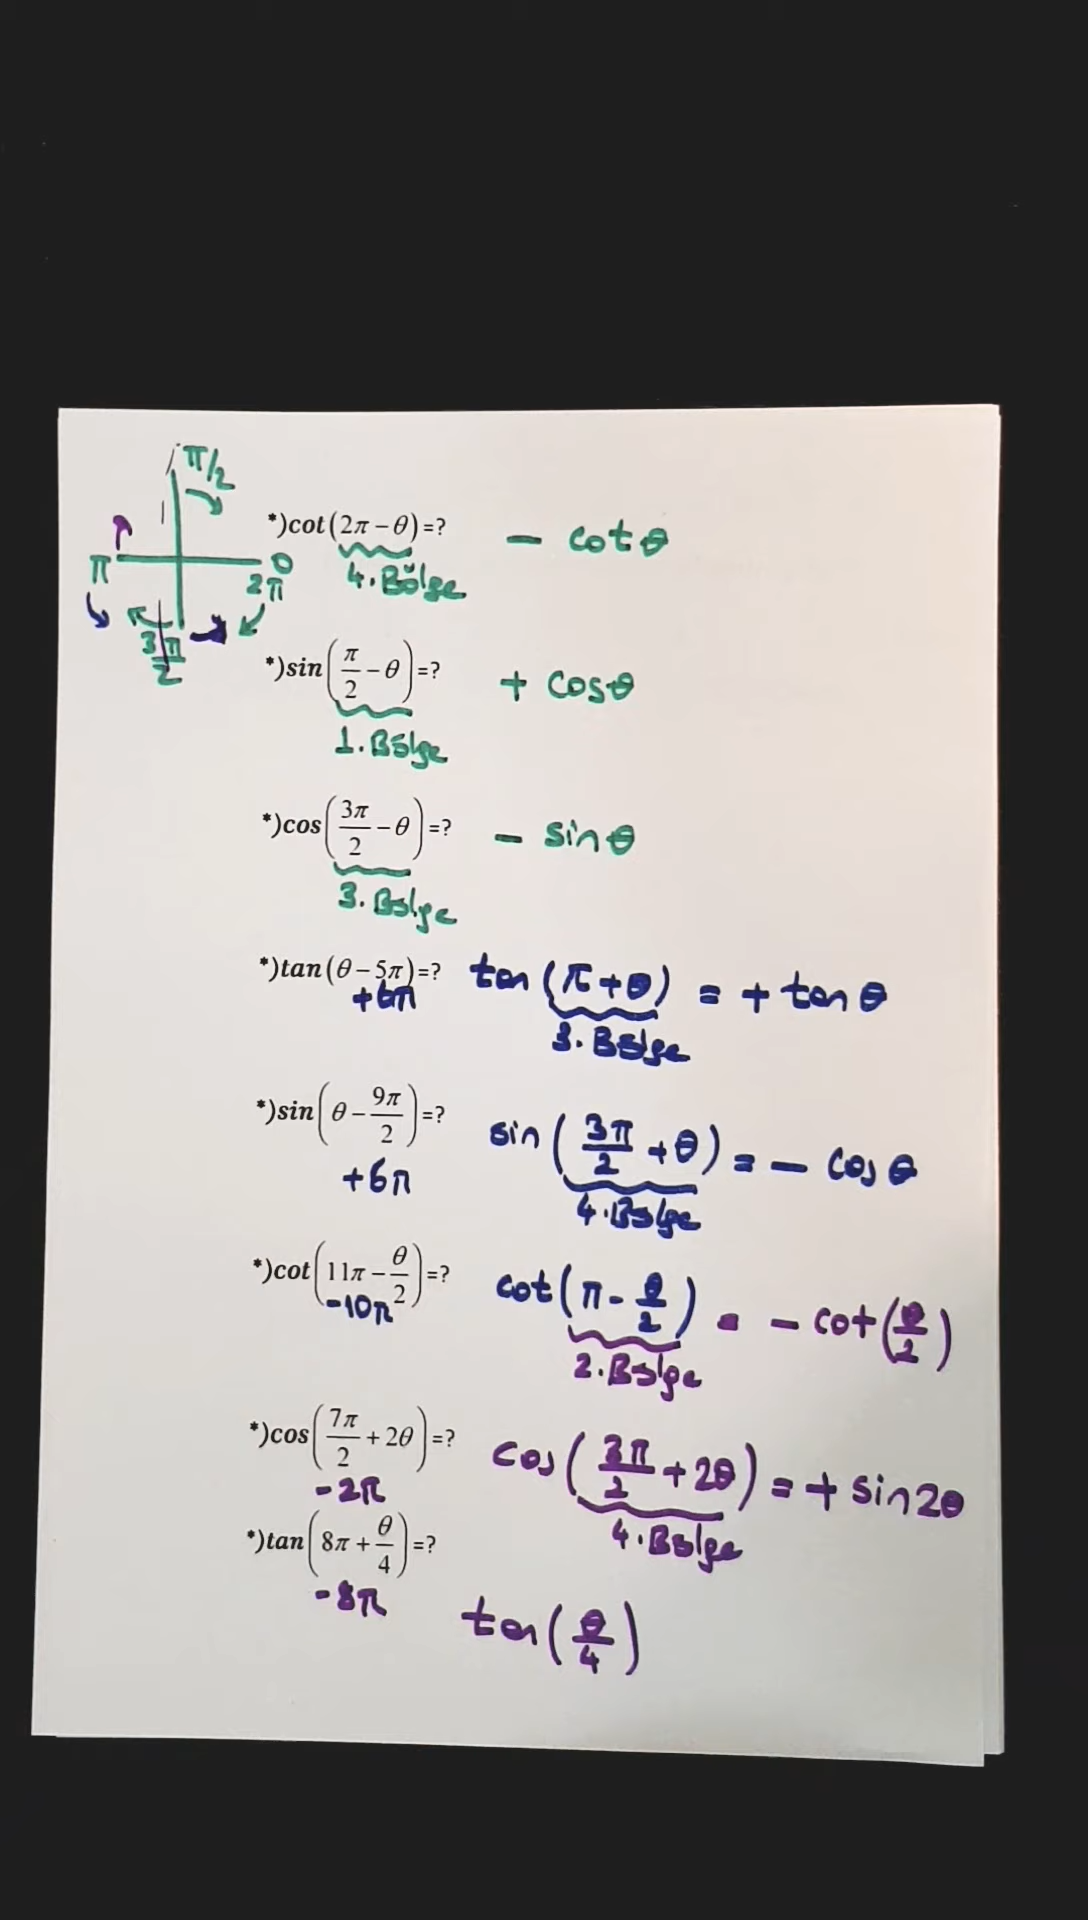 π/2
π
0
2π
3π/2
*)cot(2π−θ)=? − cot θ
4.Bölge
*)sin(π/2−θ)=? + cosθ
1.Bölge
*)cos(3π/2−θ)=? − sinθ
3.Bölge
*)tan(θ−5π)=? tan(π+θ) = + tanθ
+6π
3.Bölge
*)sin(θ−9π/2)=? sin(3π/2+θ) = − cosθ
+6π
4.Bölge
*)cot(11π−θ/2)=? cot(π−θ/2) = − cot(θ/2)
−10π
2.Bölge
*)cos(7π/2+2θ)=? cos(3π/2+2θ) = + sin2θ
−2π
4.Bölge
*)tan(8π+θ/4)=?
−8π
tan(θ/4)